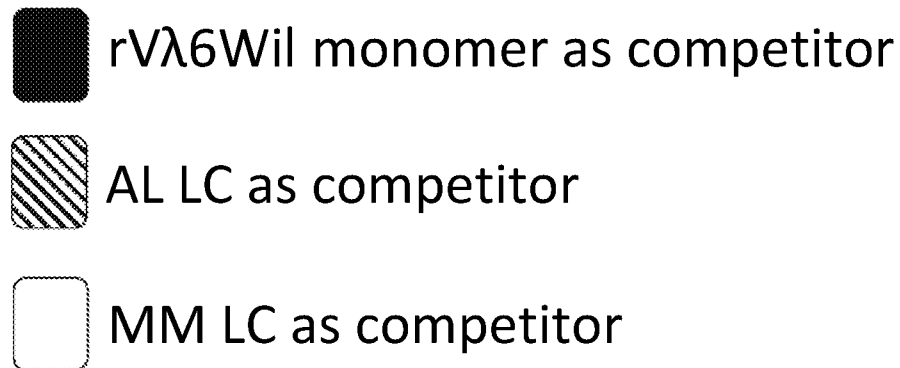 rVλ6Wil monomer as competitor
AL LC as competitor
MM LC as competitor